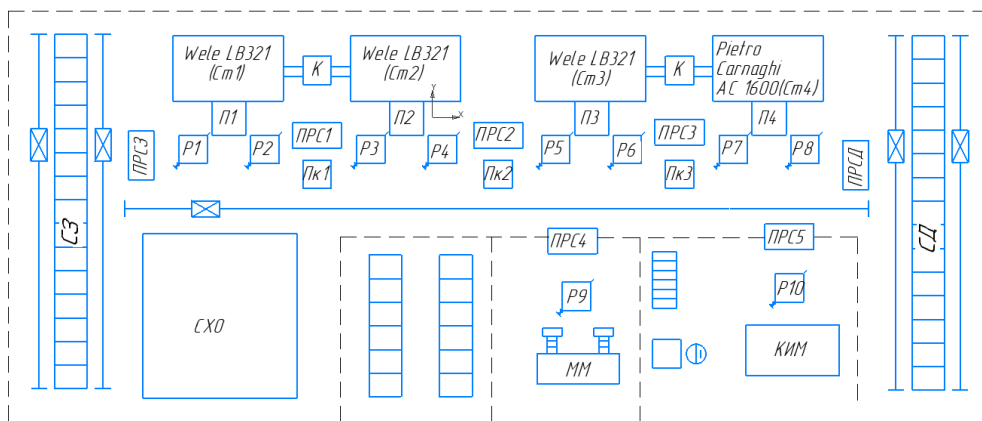 Wele LB321
(Ст1)
К
Wele LB321
(Ст2)
Wele LB321
(Ст3)
К
Pietro
Carnaghi
AC 1600(Ст4)
П1
П2
П3
П4
Y
X
ПРСЗ
Р1
Р2
ПРС1
Пк1
Р3
Р4
ПРС2
Пк2
Р5
Р6
ПРС3
Пк3
Р7
Р8
ПРСД
СЗ
СД
СХО
ПРС4
ПРС5
Р9
Р10
ММ
КИМ